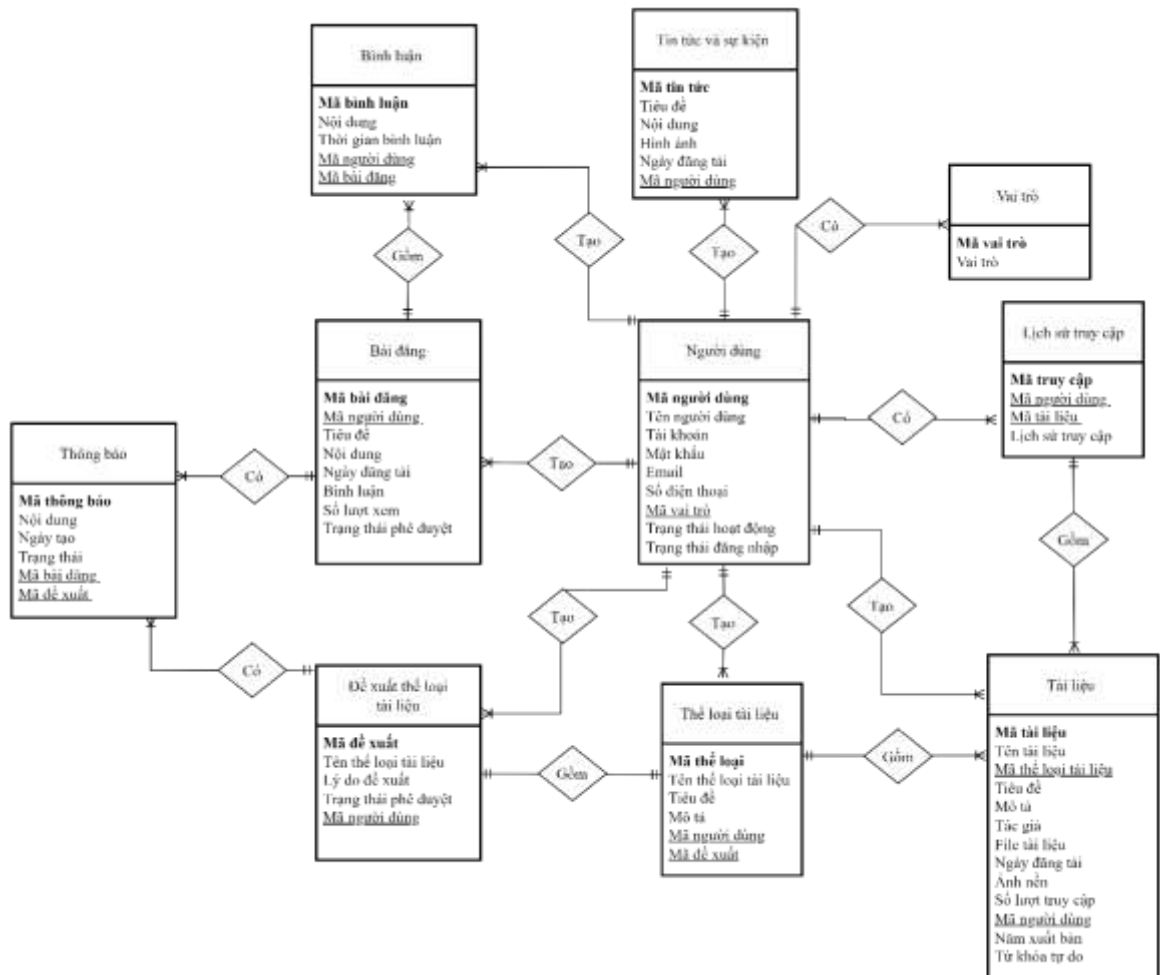 Bình luận
Mã bình luận
Nội dung
Thời gian bình luận
Mã người dùng
Mã bài đăng
Tin tức và sự kiện
Mã tin tức
Tiêu đề
Nội dung
Hình ảnh
Ngày đăng tải
Mã người dùng
Vai trò
Mã vai trò
Vai trò
Có
Tạo
Tạo
Gồm
Bài đăng
Mã bài đăng
Mã người dùng
Tiêu đề
Nội dung
Ngày đăng tải
Bình luận
Số lượt xem
Trạng thái phê duyệt
Người dùng
Mã người dùng
Tên người dùng
Tài khoản
Mật khẩu
Email
Số điện thoại
Mã vai trò
Trạng thái hoạt động
Trạng thái đăng nhập
Lịch sử truy cập
Mã truy cập
Mã người dùng
Mã tài liệu
Lịch sử truy cập
Có
Thông báo
Mã thông báo
Nội dung
Ngày tạo
Trạng thái
Mã bài đăng
Mã đề xuất
Có
Tạo
Gồm
Tạo
Tạo
Tạo
Có
Đề xuất thể loại
tài liệu
Mã đề xuất
Tên thể loại tài liệu
Lý do đề xuất
Trạng thái phê duyệt
Mã người dùng
Gồm
Thể loại tài liệu
Mã thể loại
Tên thể loại tài liệu
Tiêu đề
Mô tả
Mã người dùng
Mã đề xuất
Gồm
Tài liệu
Mã tài liệu
Tên tài liệu
Mã thể loại tài liệu
Tiêu đề
Mô tả
Tác giả
File tài liệu
Ngày đăng tải
Ảnh nền
Số lượt truy cập
Mã người dùng
Năm xuất bản
Từ khóa tự do